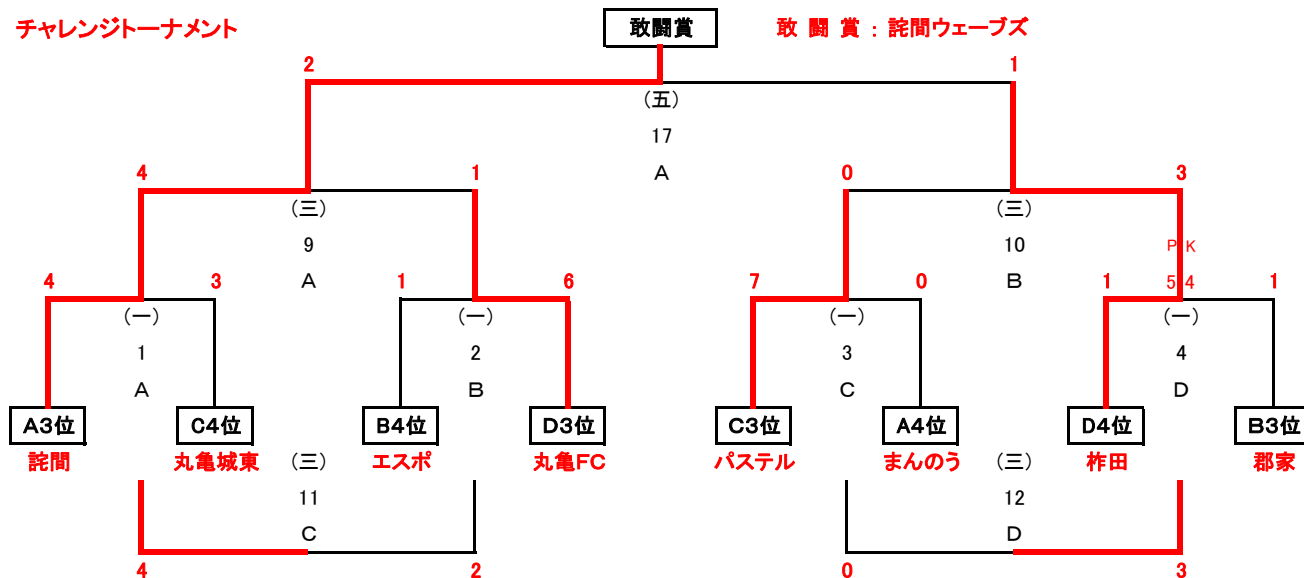 チャレンジトーナメント
敢闘賞
敢 闘 賞 ： 詫間ウェーブズ
2
1
(五)
17
A
4
1
0
3
(三)
(三)
9
10
P K
A
B
4
3
1
6
7
0
1
5 4
1
(一)
(一)
(一)
(一)
1
2
3
4
A
B
C
D
A3位
C4位
B4位
D3位
C3位
A4位
D4位
B3位
詫間
丸亀城東
(三)
エスポ
丸亀FC
パステル
まんのう
(三)
柞田
郡家
11
12
C
D
4
2
0
3